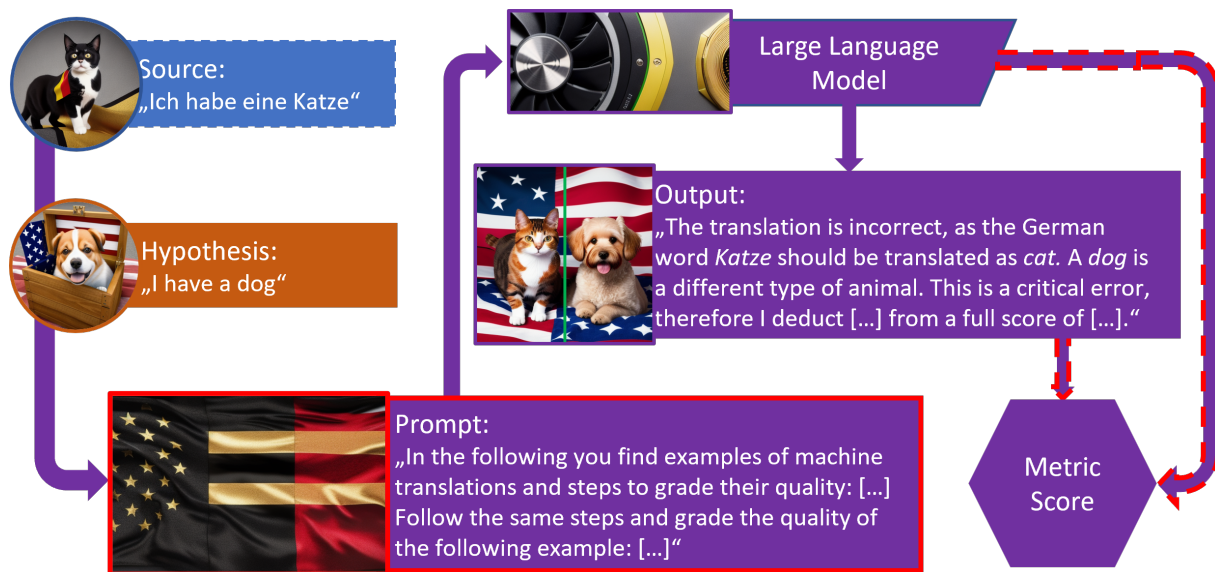 Source:
„Ich habe eine Katze“
Hypothesis:
„I have a dog“
Large Language
Model
Output:
„The translation is incorrect, as the German
word Katze should be translated as cat. A dog is
a different type of animal. This is a critical error,
therefore I deduct […] from a full score of […].“
Prompt:
„In the following you find examples of machine
translations and steps to grade their quality: […]
Follow the same steps and grade the quality of
the following example: […]“
Metric
Score